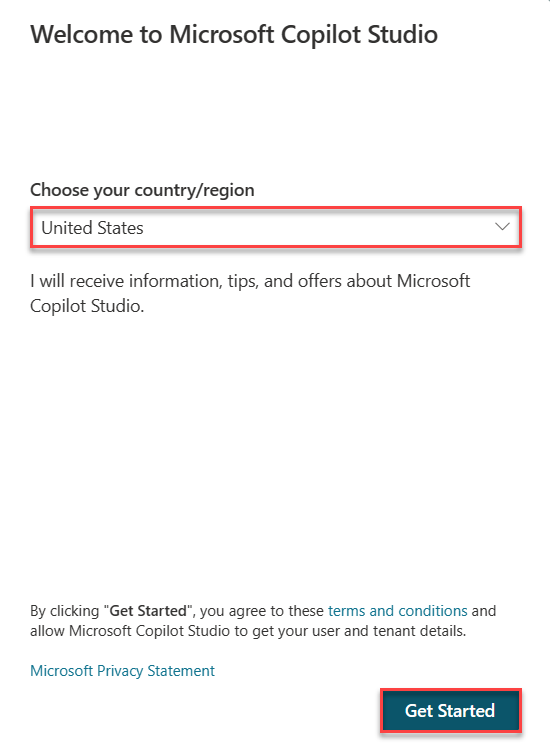 Welcome to Microsoft Copilot Studio
Choose your country/region
United States
I will receive information, tips, and offers about Microsoft
Copilot Studio.
By clicking "Get Started", you agree to these terms and conditions and
allow Microsoft Copilot Studio to get your user and tenant details.
Microsoft Privacy Statement
Get Started